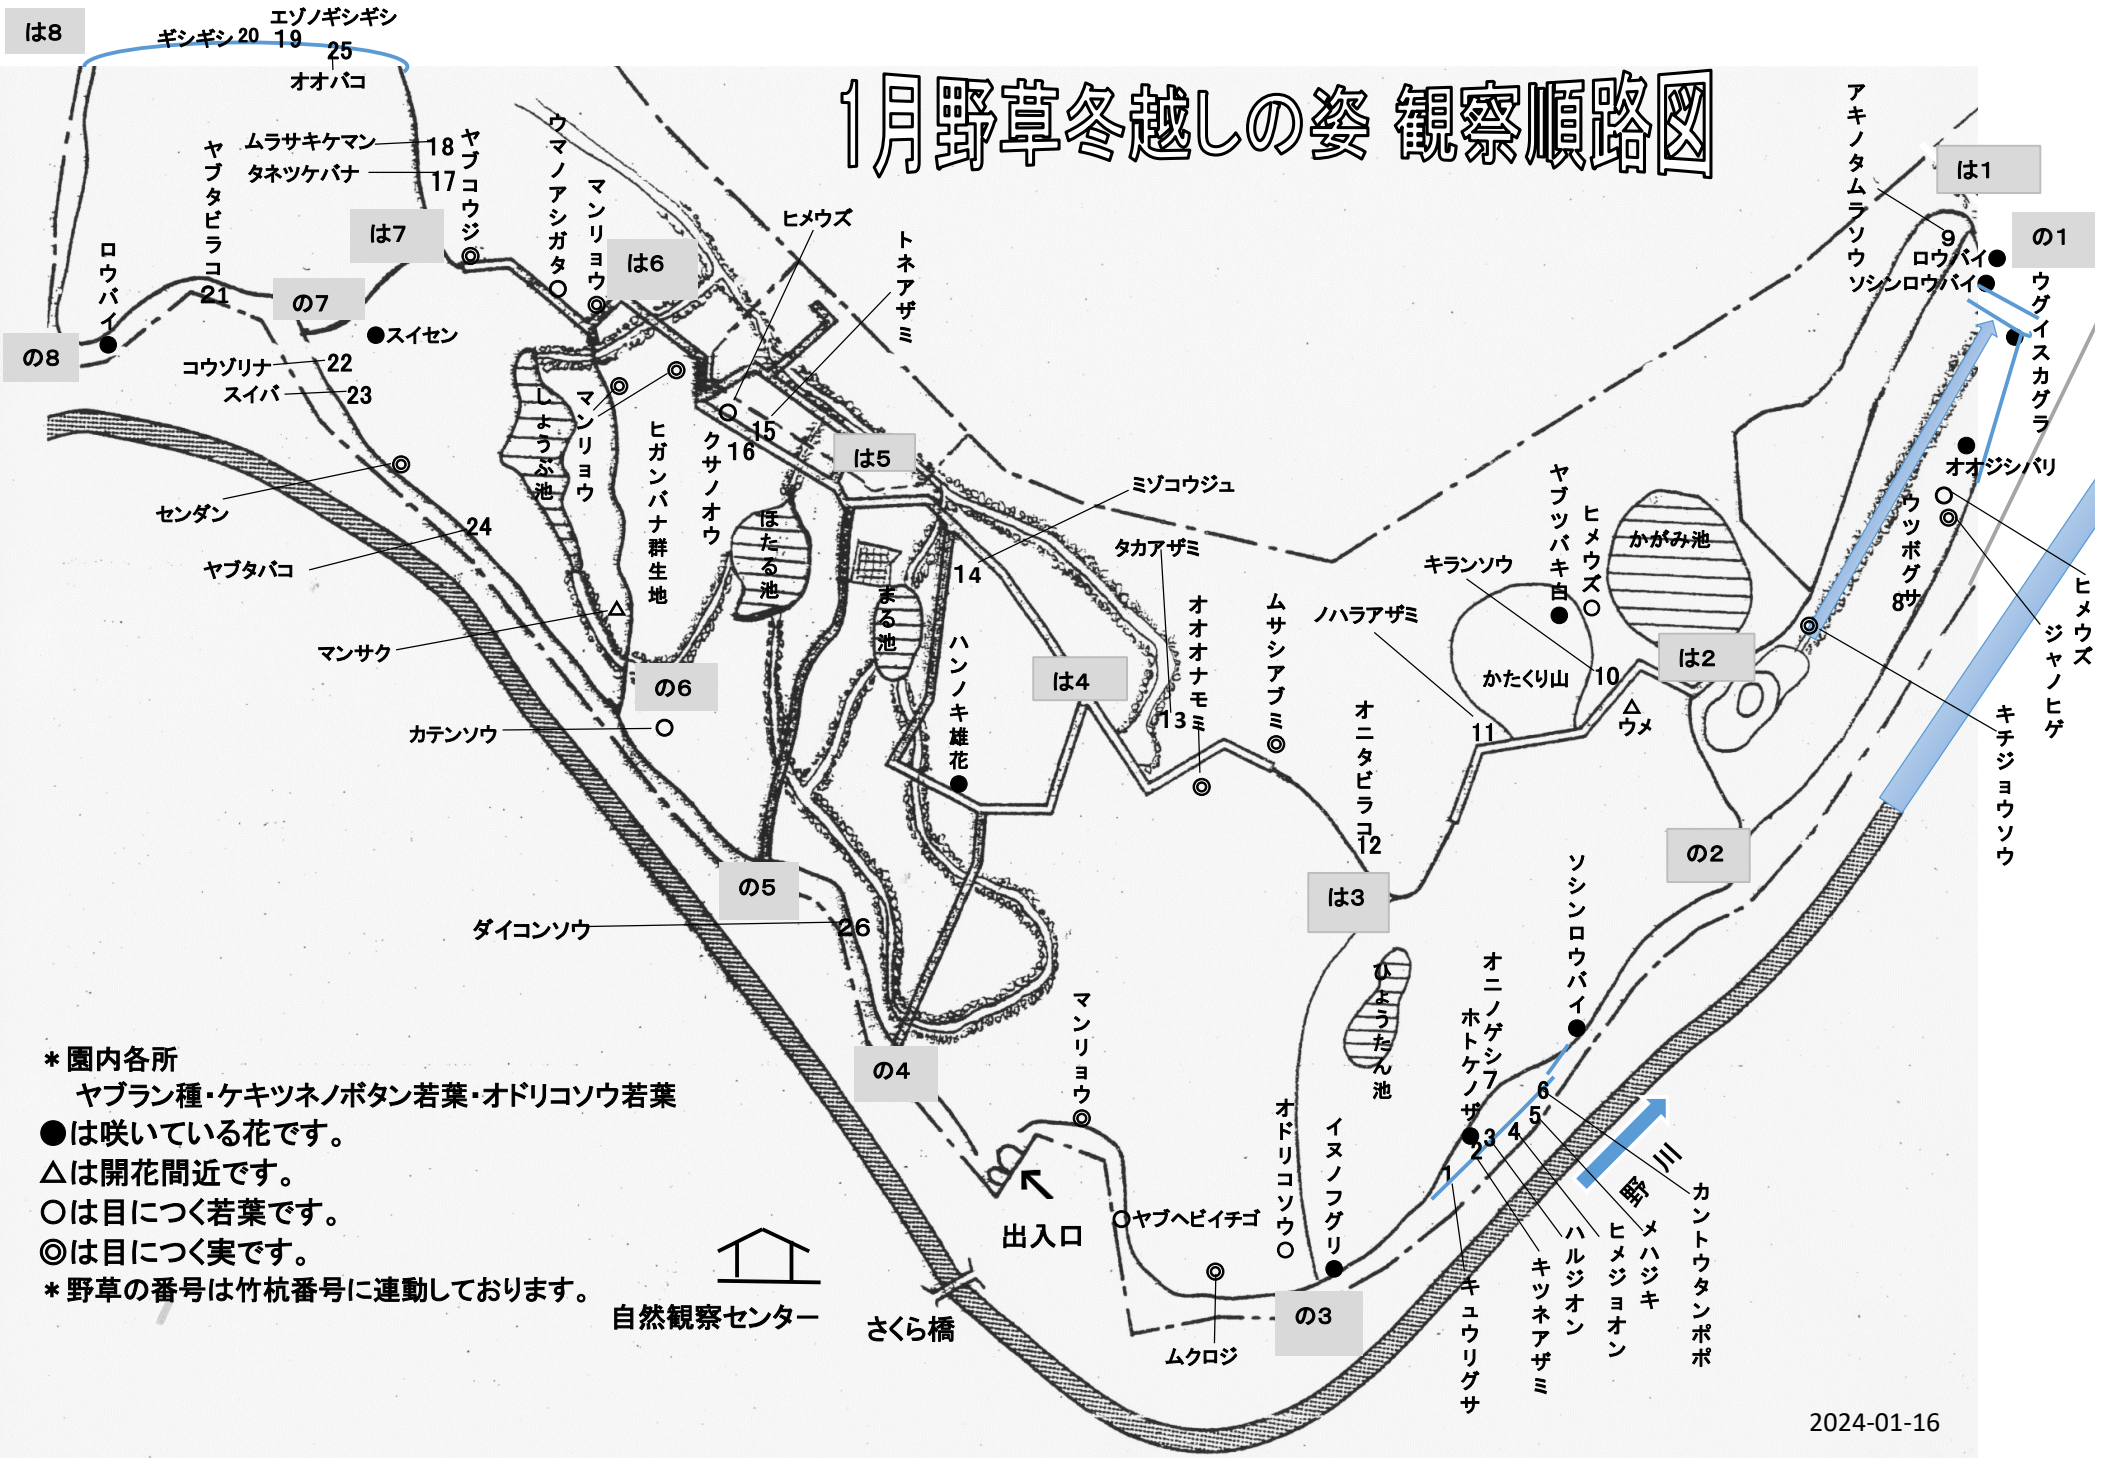 1月野草冬越しの姿 観察順路図
は8
ギシギシ 20 19
エゾノギシギシ
25
オオバコ
ムラサキケマン 18
タネツケバナ 17
ヤブタビラコ
21
ヤブコウジ
ウマノアシガタ
マンリョウ
は7
は6
ロウバイ
の7
の8
スイセン
コウゾリナ 22
スイバ 23
センダン
ヤブタバコ 24
マンサク
カテンソウ
しょうぶ池
マンリョウ
ヒガンバナ群生地
クサノオウ
16
15
ヒメウズ
トネアザミ
は5
ほたる池
まる池
の6
の5
ダイコンソウ 26
ハンノキ雄花
14
ミゾコウジュ
タカアザミ
13
は4
オオオナモミ
ムサシアブミ
オニタビラコ
12
は3
ノハラアザミ
11
キランソウ
10
かたくり山
ヤブツバキ白
ヒメウズ
かがみ池
は2
ウメ
の2
アキノタムラソウ
9
は1
の1
ロウバイ
ソシンロウバイ
ウグイスカグラ
オオジシバリ
ウツボグサ
8
ヒメウズ
ジャノヒゲ
キチジョウソウ
ソシンロウバイ
オニノゲシ
7
ホトケノザ
ひょうたん池
6
5
4
3
2
1
カントウタンポポ
メハジキ
ヒメジョオン
ハルジオン
キツネアザミ
キュウリグサ
野川
イヌノフグリ
オドリコソウ
の3
ムクロジ
ヤブヘビイチゴ
マンリョウ
の4
出入口
さくら橋
自然観察センター
*園内各所
ヤブラン種・ケキツネノボタン若葉・オドリコソウ若葉
●は咲いている花です。
△は開花間近です。
○は目につく若葉です。
◎は目につく実です。
*野草の番号は竹杭番号に連動しております。
2024-01-16